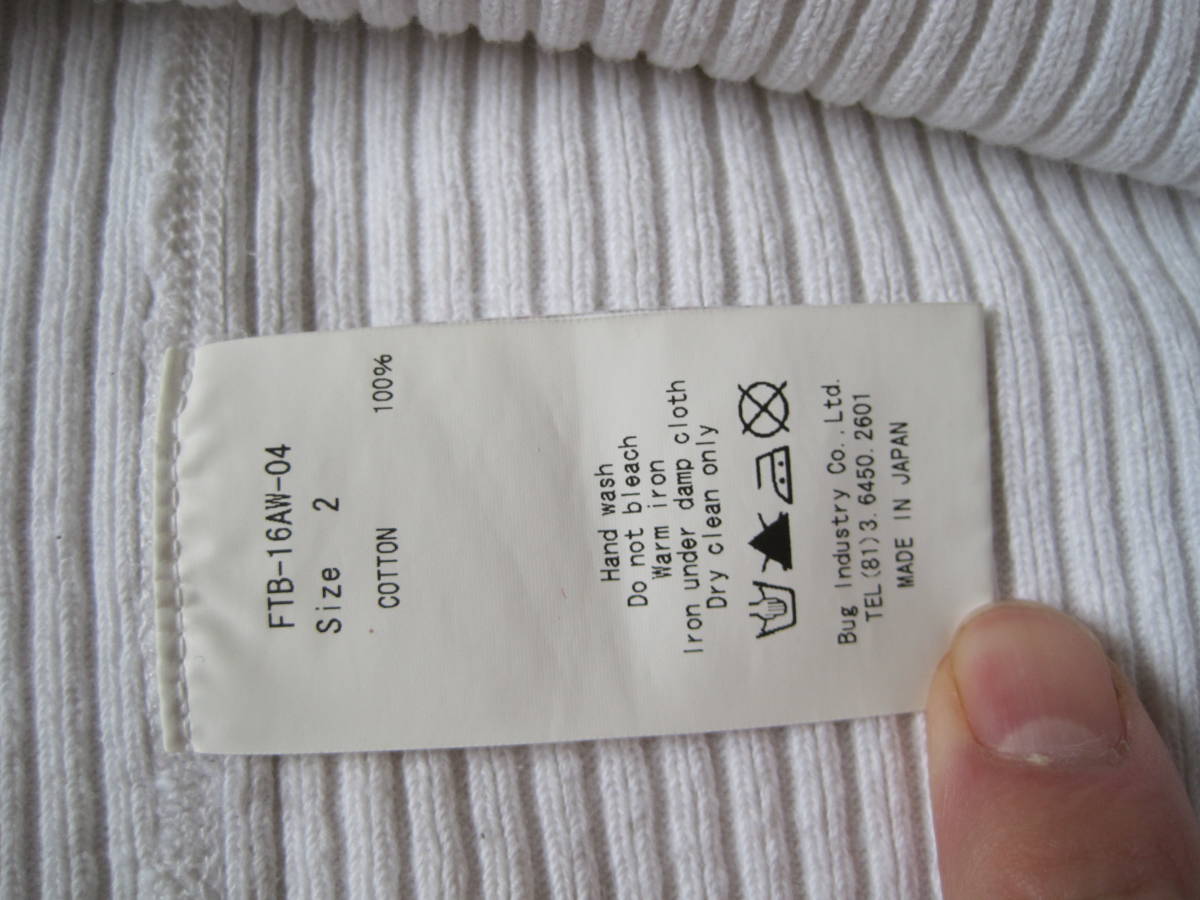 FTB-16AW-04
Size 2
COTTON 100%
Hand wash
Do not bleach
Warm iron
Iron under damp cloth
Dry clean only
Bug Industry Co.,Ltd.
TEL(81)3.6450.2601
MADE IN JAPAN